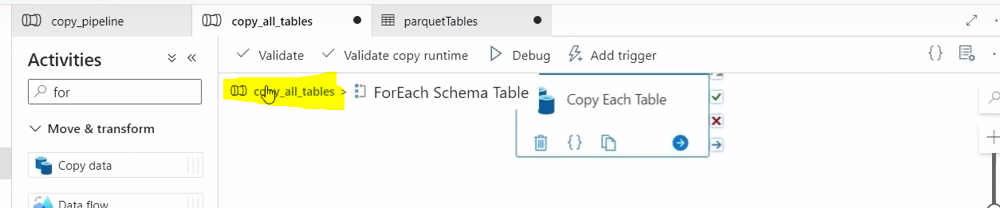 copy_pipeline
copy_all_tables
parquetTables
Activities
for
Move & transform
Copy data
Data flow
Validate
Validate copy runtime
Debug
Add trigger
{}
copy_all_tables > ForEach Schema Table
Copy Each Table
{}